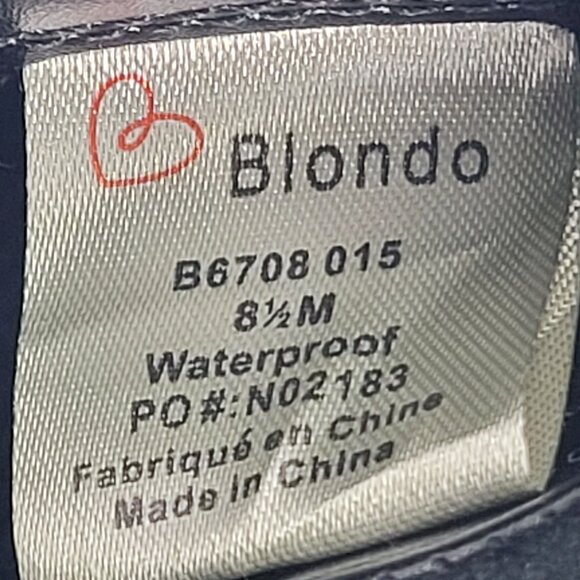 Blondo
B6708 015
8½M
Waterproof
PO#:N02183
Fabriqué en Chine
Made in China